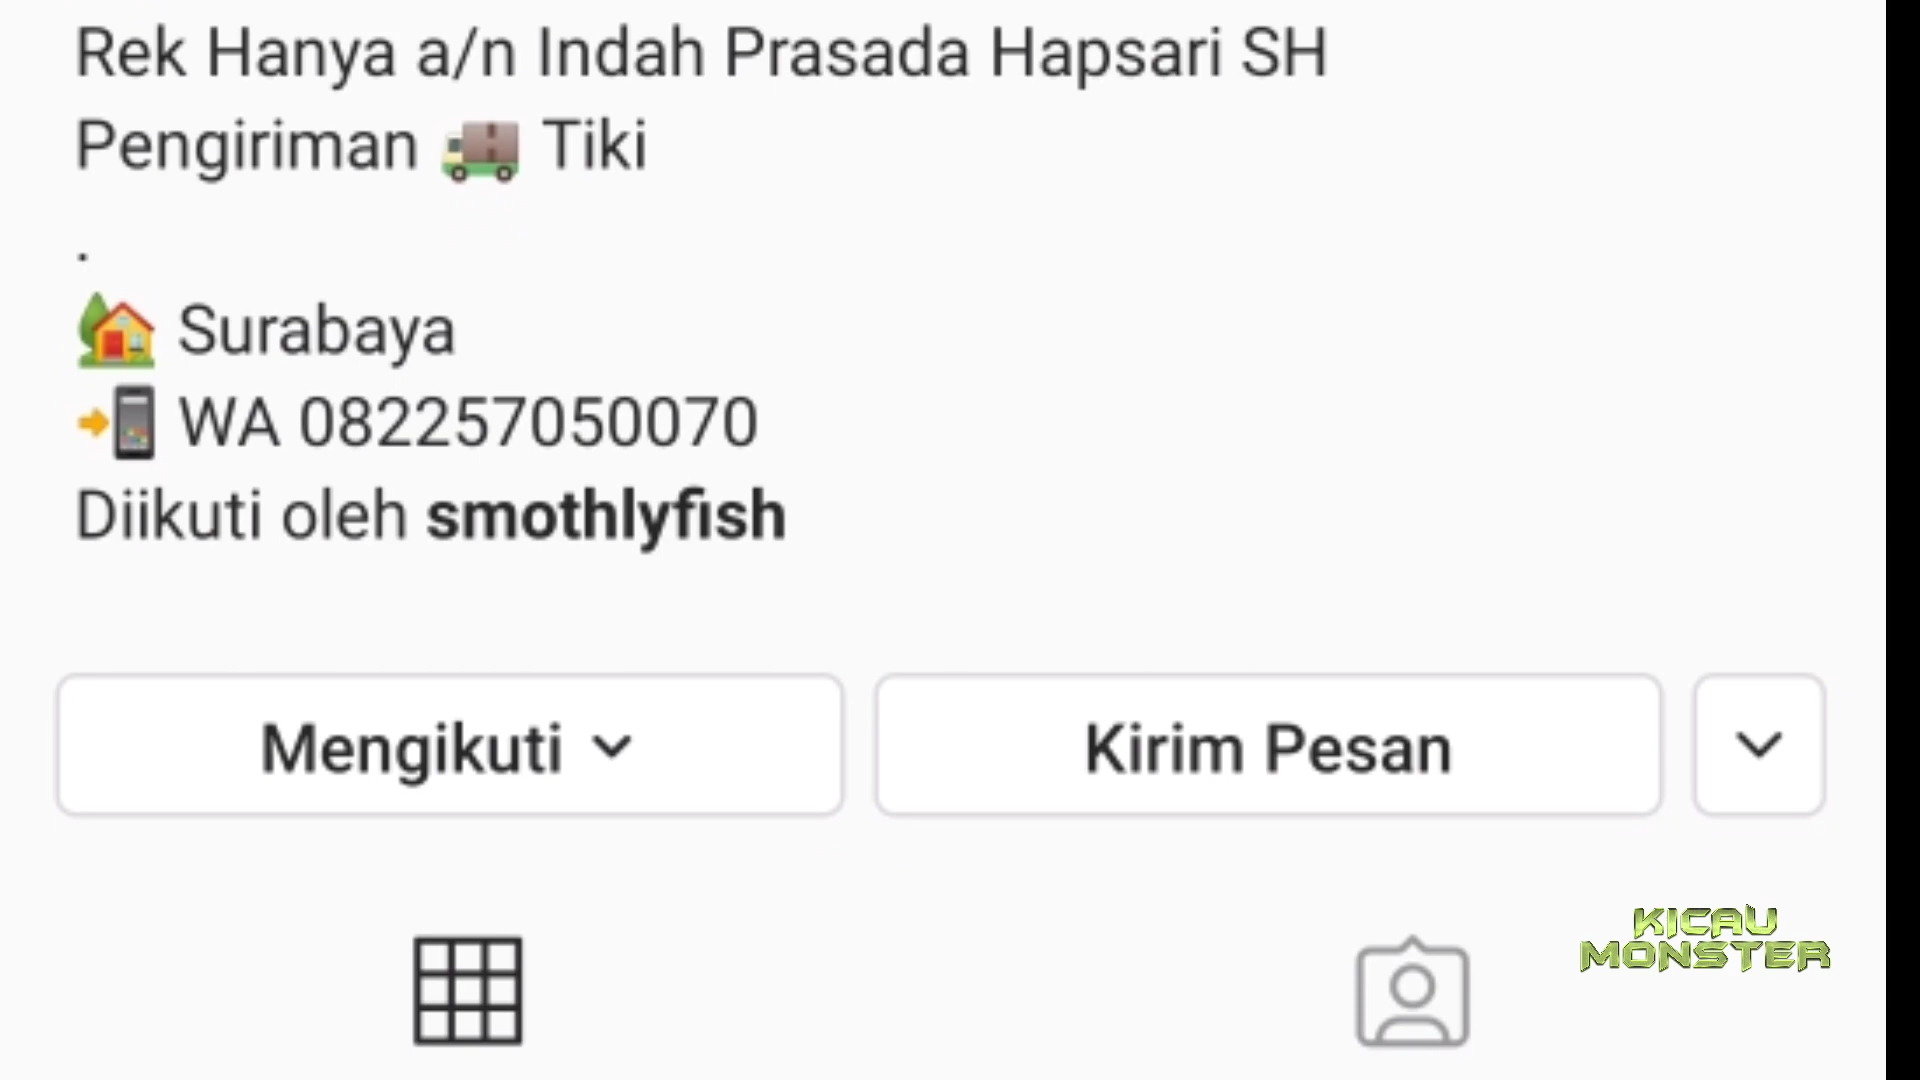 Rek Hanya a/n Indah Prasada Hapsari SH
Pengiriman 🚚 Tiki
.
🏡 Surabaya
📲 WA 082257050070
Diikuti oleh smothlyfish
Mengikuti
Kirim Pesan
KICAU
MONSTER